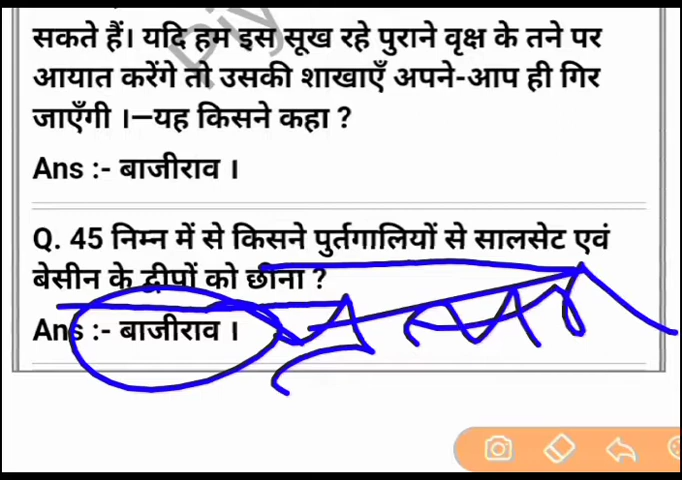 सकते हैं। यदि हम इस सूख रहे पुराने वृक्ष के तने पर
आयात करेंगे तो उसकी शाखाएँ अपने-आप ही गिर
जाएँगी ।–यह किसने कहा ?
Ans :- बाजीराव ।
Q. 45 निम्न में से किसने पुर्तगालियों से सालसेट एवं
बेसीन के द्वीपों को छीना ?
Ans :- बाजीराव ।